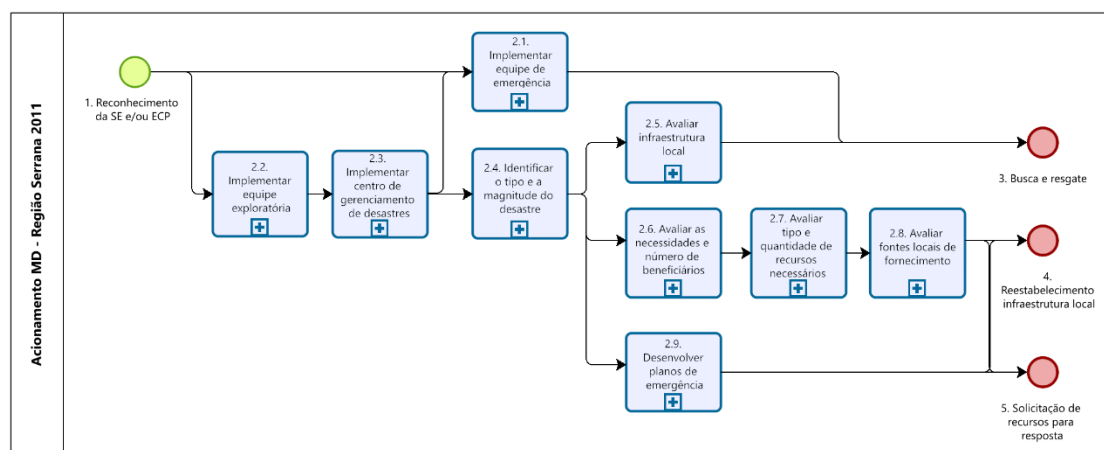 Acionamento MD - Região Serrana 2011
1. Reconhecimento
da SE e/ou ECP
2.1.
Implementar
equipe de
emergência
2.2.
Implementar
equipe
exploratória
2.3.
Implementar
centro de
gerenciamento
de desastres
2.4. Identificar
o tipo e a
magnitude do
desastre
2.5. Avaliar
infraestrutura
local
2.6. Avaliar as
necessidades e
número de
beneficiários
2.7. Avaliar
tipo e
quantidade de
recursos
necessários
2.8. Avaliar
fontes locais de
fornecimento
2.9.
Desenvolver
planos de
emergência
3. Busca e resgate
4.
Reestabelecimento
infraestrutura local
5. Solicitação de
recursos para
resposta